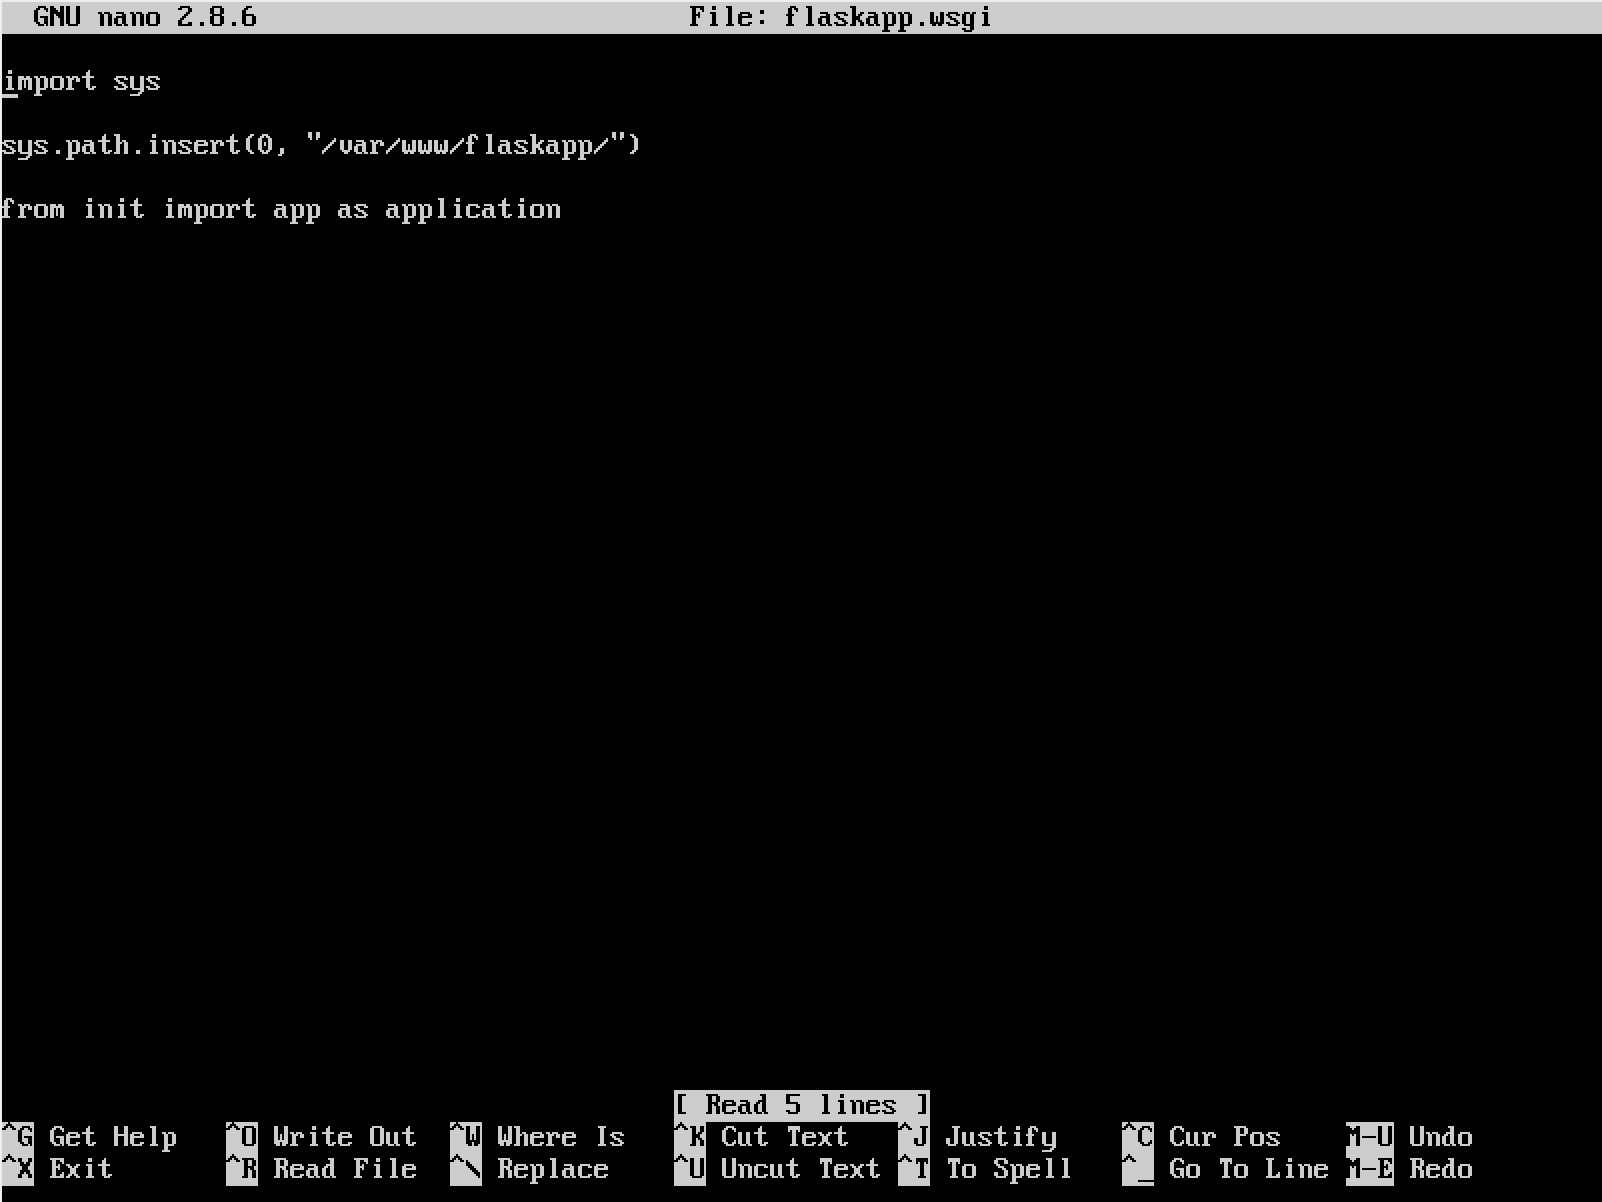 GNU nano 2.8.6 File: flaskapp.wsgi
import sys
sys.path.insert(0, "/var/www/flaskapp/")
from init import app as application
[ Read 5 lines ]
^G Get Help ^O Write Out ^W Where Is ^K Cut Text ^J Justify ^C Cur Pos M-U Undo
^X Exit ^R Read File ^\ Replace ^U Uncut Text ^T To Spell ^_ Go To Line M-E Redo